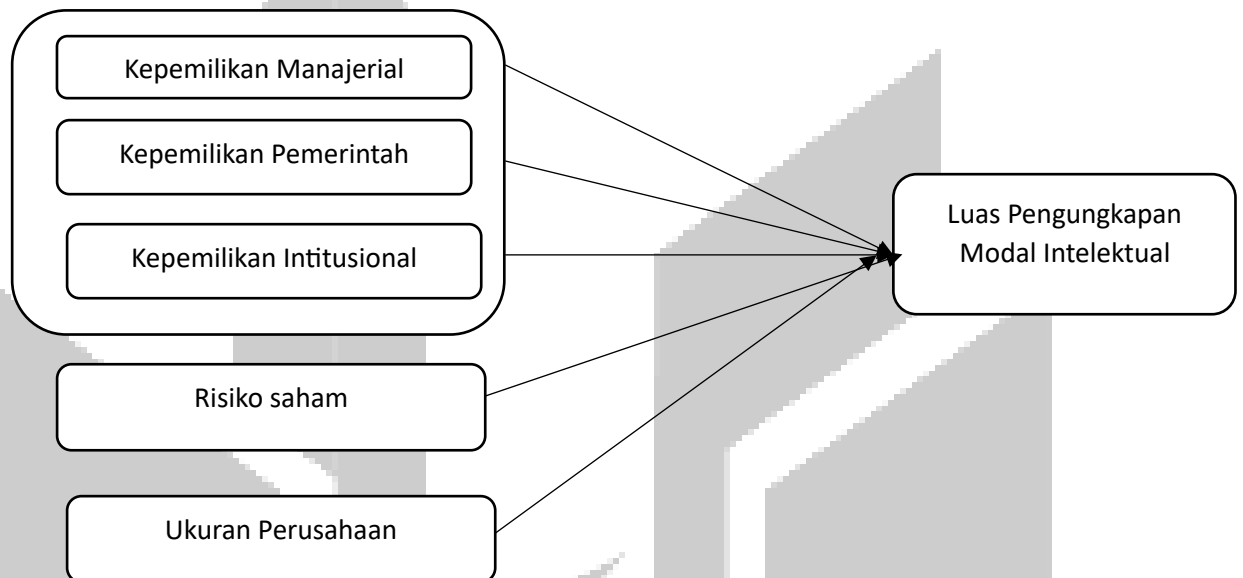 Kepemilikan Manajerial
Kepemilikan Pemerintah
Kepemilikan Intitusional
Risiko saham
Ukuran Perusahaan
Luas Pengungkapan
Modal Intelektual